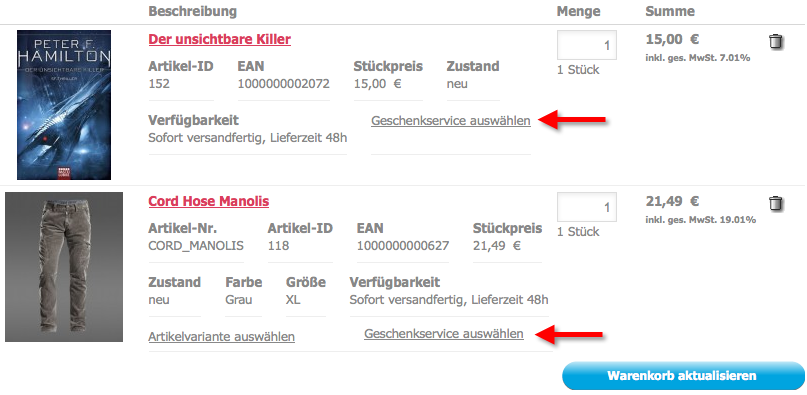 Beschreibung Menge Summe
PETER F.
HAMILTON
DER UNSICHTBARE KILLER
Der unsichtbare Killer 1 15,00 €
1 Stück inkl. ges. MwSt. 7.01%
Artikel-ID EAN Stückpreis Zustand
152 1000000002072 15,00 € neu
Verfügbarkeit Geschenkservice auswählen
Sofort versandfertig, Lieferzeit 48h
Cord Hose Manolis 1 21,49 €
1 Stück inkl. ges. MwSt. 19.01%
Artikel-Nr. Artikel-ID EAN Stückpreis
CORD_MANOLIS 118 1000000000627 21,49 €
Zustand Farbe Größe Verfügbarkeit
neu Grau XL Sofort versandfertig, Lieferzeit 48h
Artikelvariante auswählen Geschenkservice auswählen
Warenkorb aktualisieren